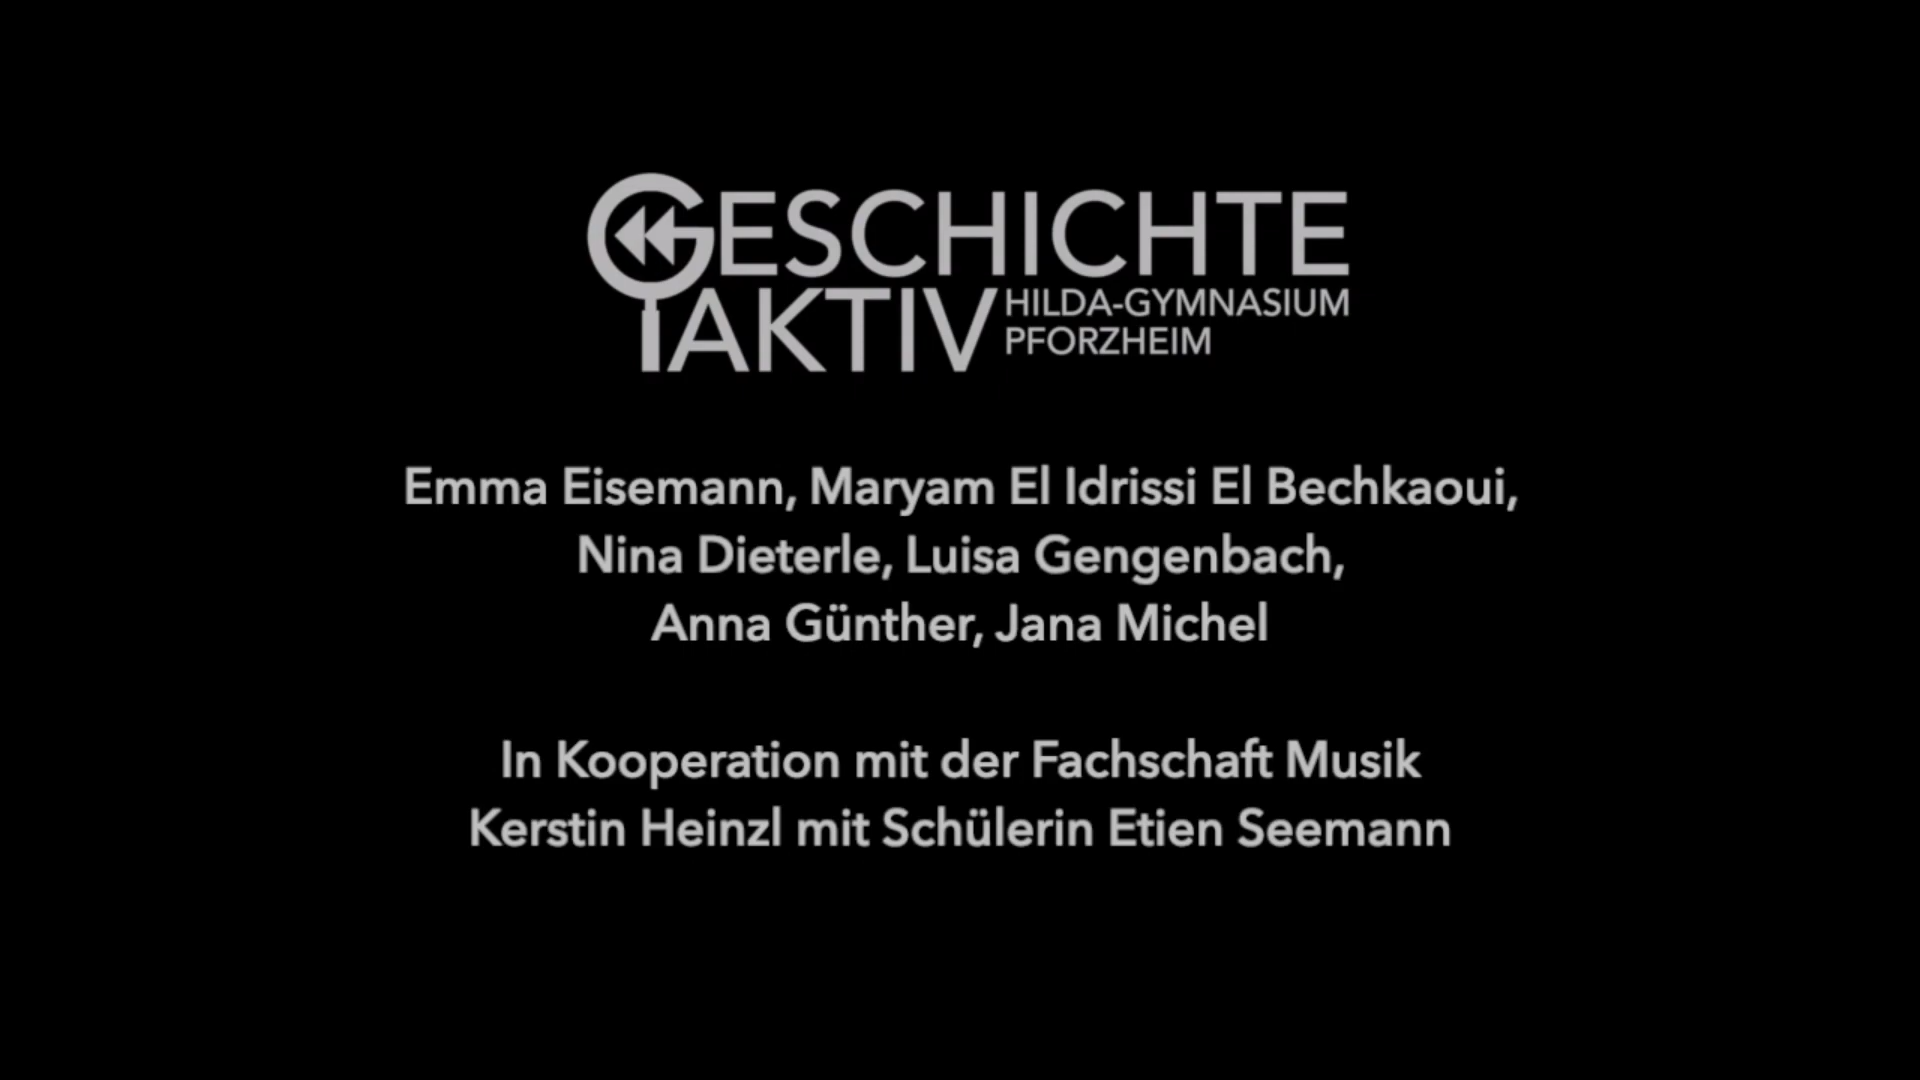 GESCHICHTE
AKTIV HILDA-GYMNASIUM
PFORZHEIM
Emma Eisemann, Maryam El Idrissi El Bechkaoui,
Nina Dieterle, Luisa Gengenbach,
Anna Günther, Jana Michel
In Kooperation mit der Fachschaft Musik
Kerstin Heinzl mit Schülerin Etien Seemann